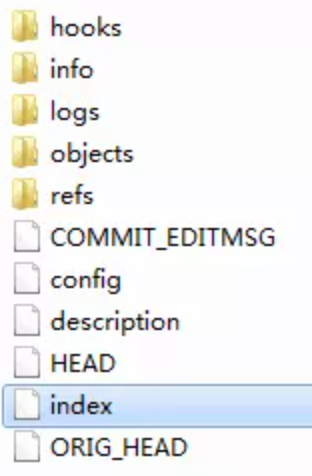 hooks
info
logs
objects
refs
COMMIT_EDITMSG
config
description
HEAD
index
ORIG_HEAD